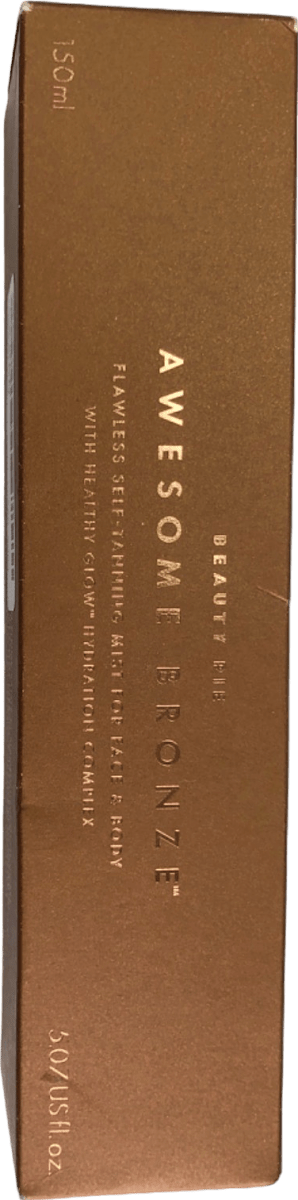 BEAUTY PIE
AWESOME BRONZE™
FLAWLESS SELF-TANNING MIST FOR FACE & BODY
WITH HEALTHY GLOW™ HYDRATION COMPLEX
150ml 5.07 US fl. oz.